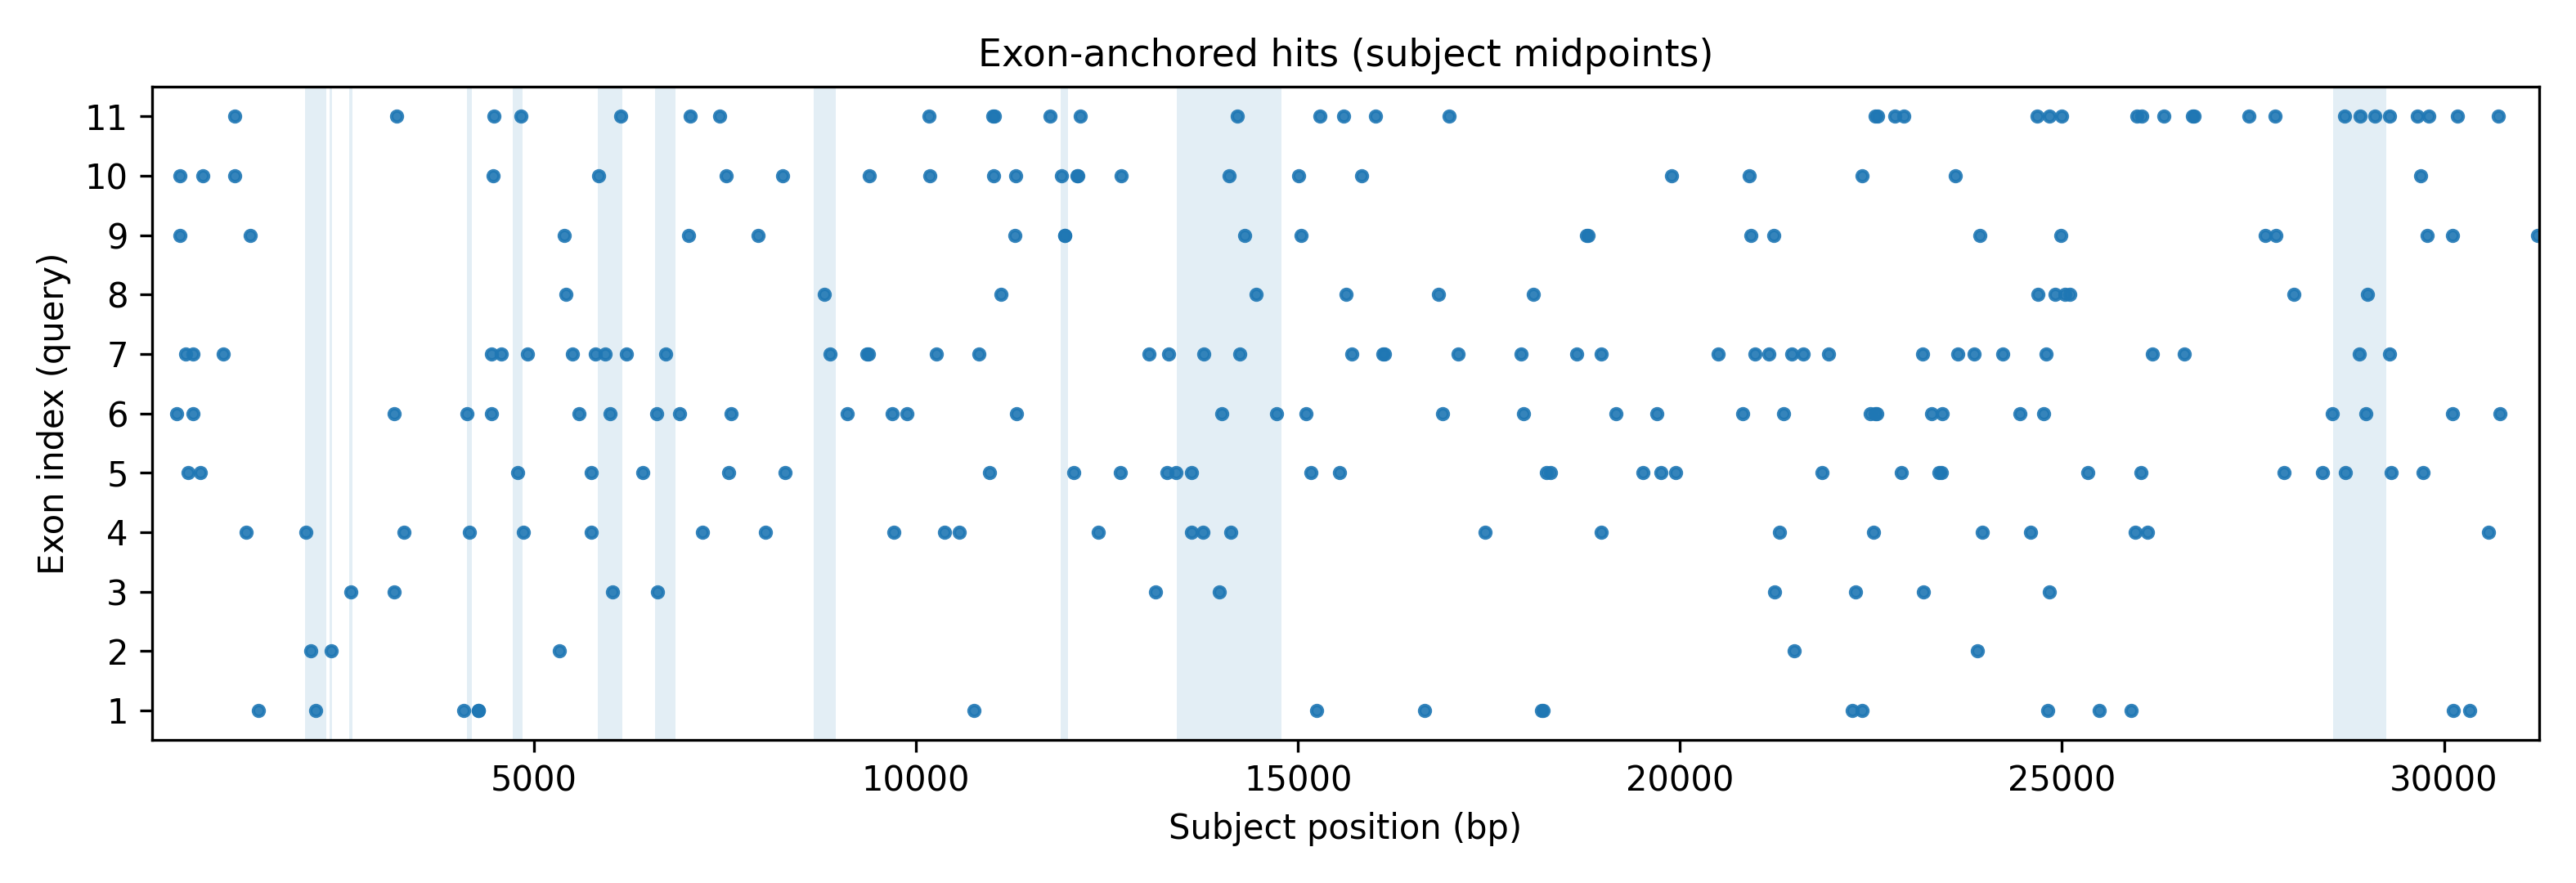 Exon-anchored hits (subject midpoints)
Exon index (query)
11
10
9
8
7
6
5
4
3
2
1
5000 10000 15000 20000 25000 30000
Subject position (bp)